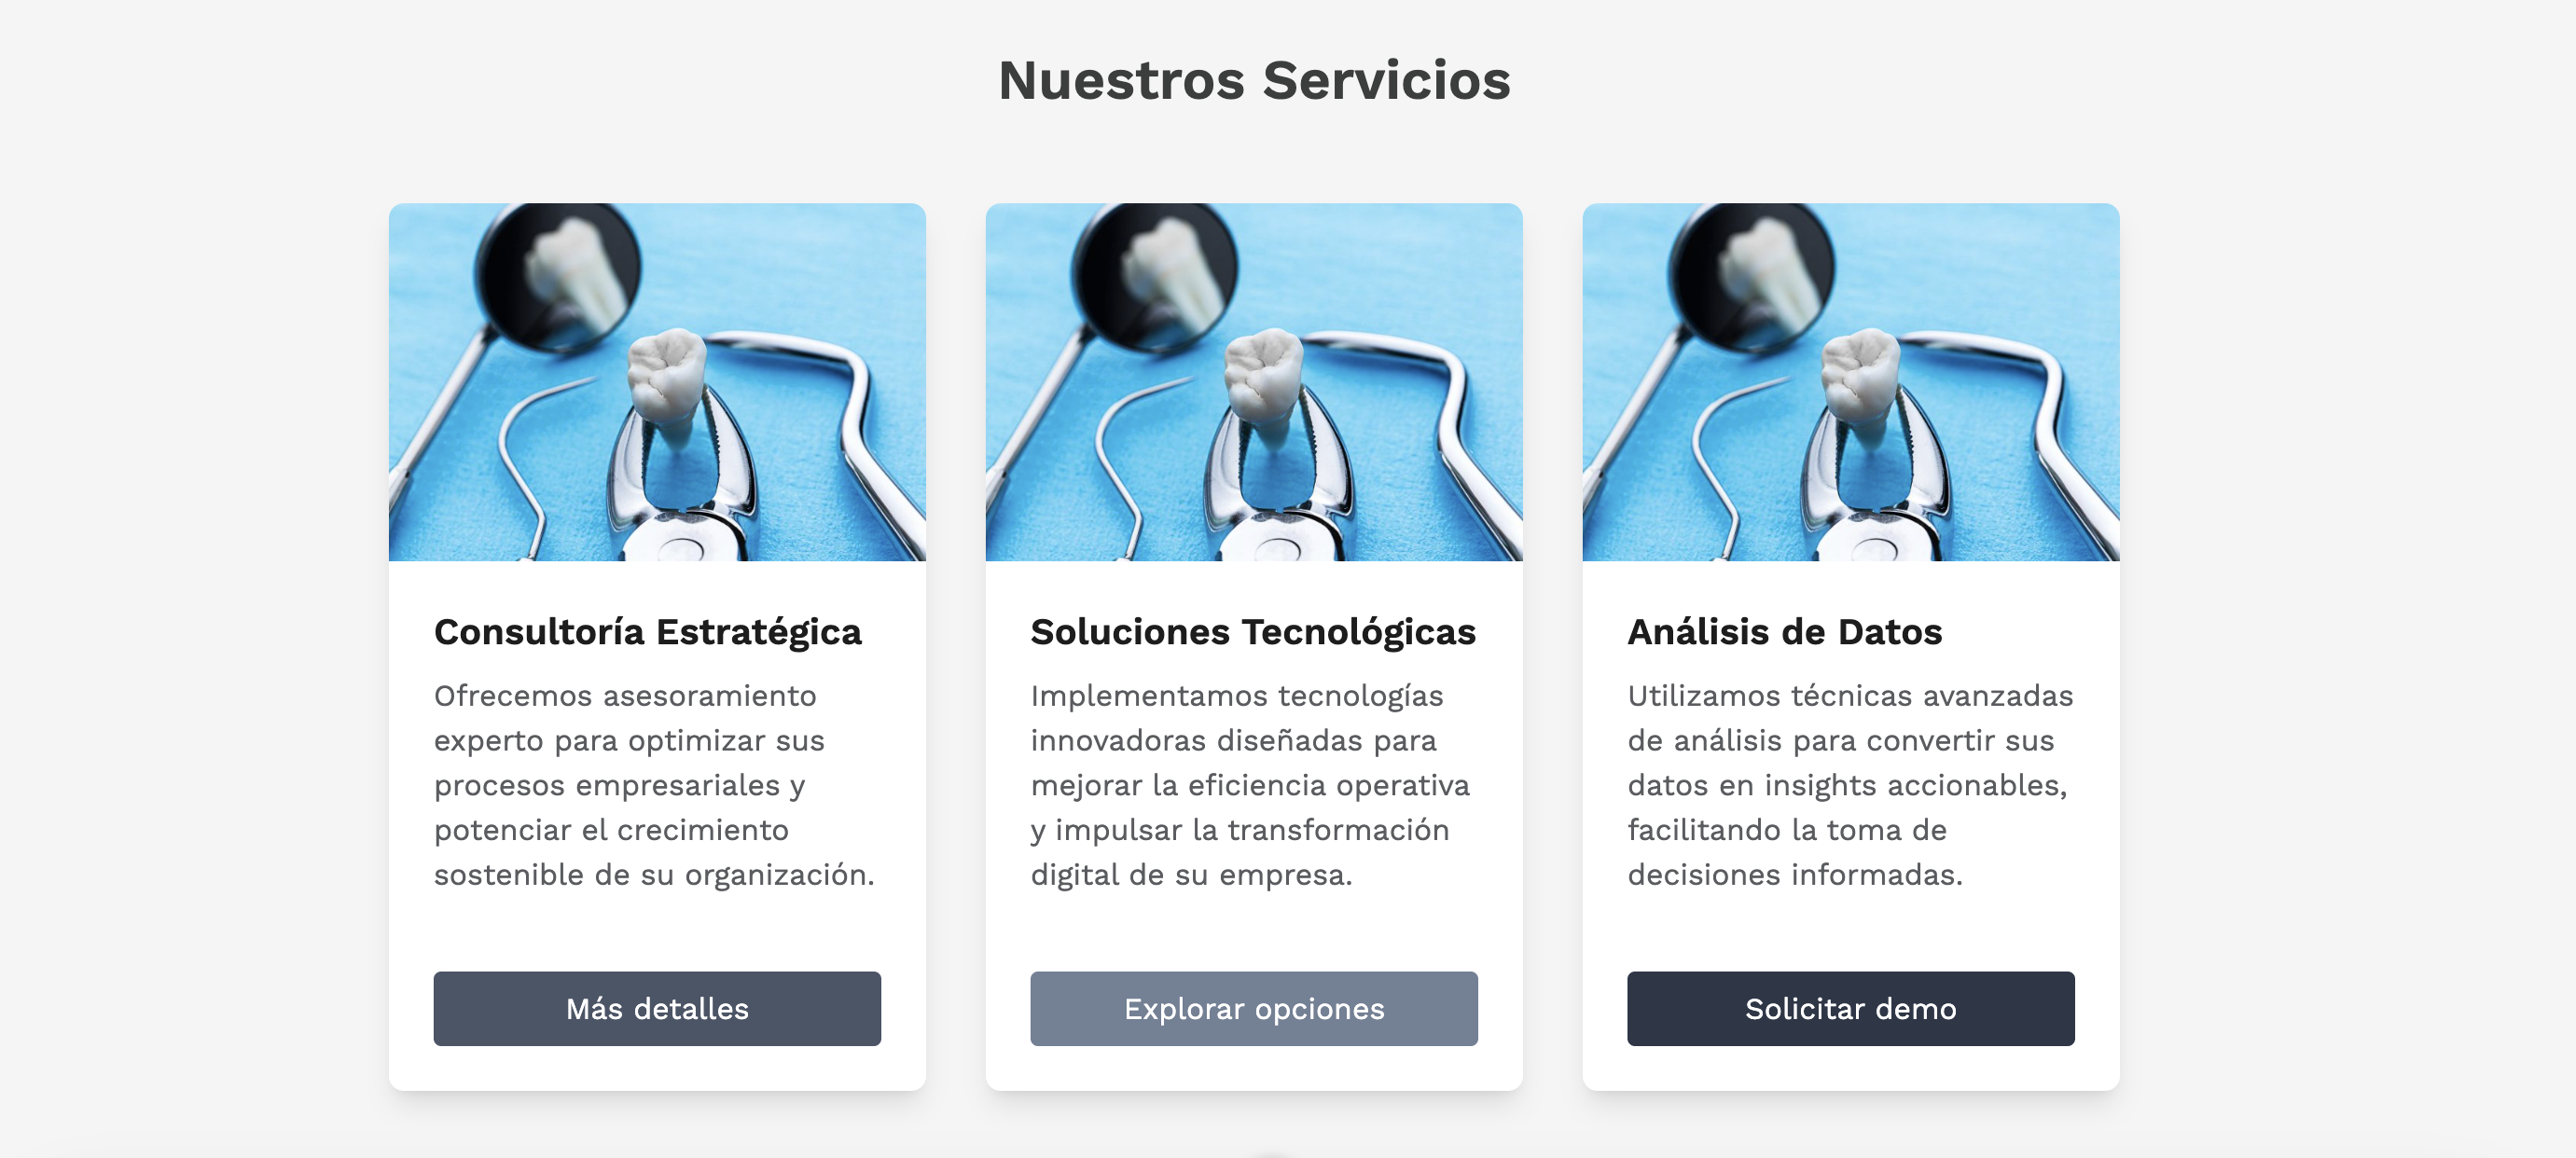 Nuestros Servicios
Consultoría Estratégica
Ofrecemos asesoramiento
experto para optimizar sus
procesos empresariales y
potenciar el crecimiento
sostenible de su organización.
Más detalles
Soluciones Tecnológicas
Implementamos tecnologías
innovadoras diseñadas para
mejorar la eficiencia operativa
y impulsar la transformación
digital de su empresa.
Explorar opciones
Análisis de Datos
Utilizamos técnicas avanzadas
de análisis para convertir sus
datos en insights accionables,
facilitando la toma de
decisiones informadas.
Solicitar demo